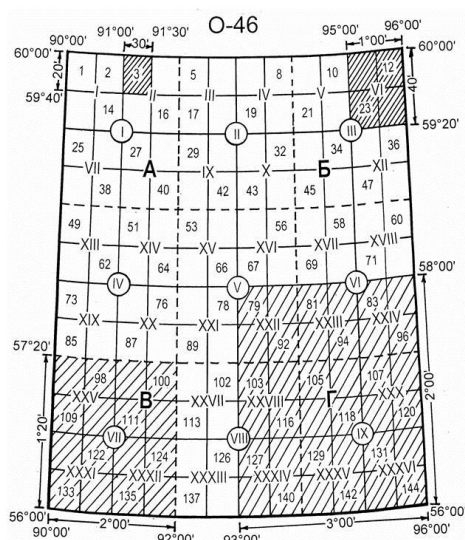 O-46
90°00' 91°00' 91°30' 95°00' 96°00'
30' 1°00'
60°00' 60°00'
20' 40'
1 2 3 5 8 10 12
I II III IV V VI
59°40'
14 16 17 19 21 23
59°20'
I II III
25 27 29 32 34 36
VII А IX X Б XII
38 40 42 43 45 47
49 51 53 56 58 60
XIII XIV XV XVI XVII XVIII
62 64 66 67 69 71
IV V VI
58°00'
73 76 78 79 81 83
XIX XX XXI XXII XXIII XXIV
85 87 89 92 94 96
57°20'
98 100 102 103 105 107
XXV В XXVII XXVIII Г XXX
109 111 113 116 118 120
2°00'
1°20'
VII VIII IX
122 124 126 127 129 131
XXXI XXXII XXXIII XXXIV XXXV XXXVI
133 135 137 140 142 144
56°00' 56°00'
2°00' 3°00'
90°00' 92°00' 93°00' 96°00'